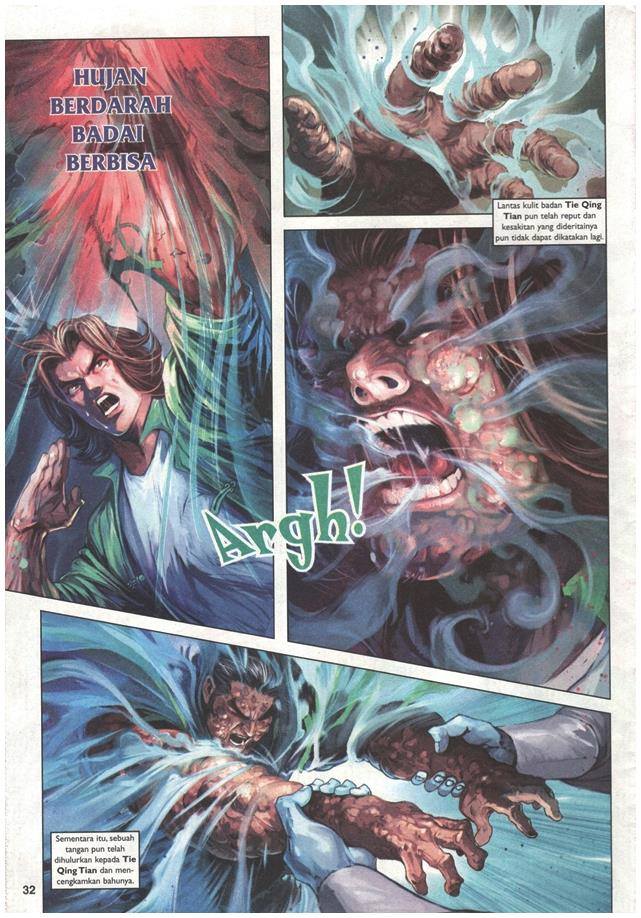 HUJAN
BERDARAH
BADAI
BERBISA
Lantas kulit badan Tie Qing
Tian pun telah reput dan
kesakitan yang dideritainya
pun tidak dapat dikatakan lagi.
Argh!
Sementara itu, sebuah
tangan pun telah
dihulurkan kepada Tie
Qing Tian dan men-
cengkamkan bahunya.
32